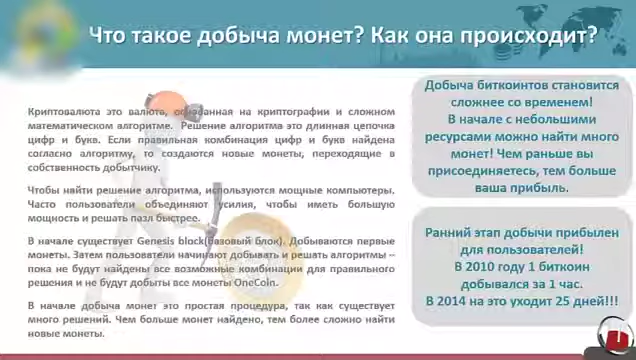 Что такое добыча монет? Как она происходит?
Криптовалюта это валюта, основанная на криптографии и сложном
математическом алгоритме. Решение алгоритма это длинная цепочка
цифр и букв. Если правильная комбинация цифр и букв найдена
согласно алгоритму, то создаются новые монеты, переходящие в
собственность добытчику.
Чтобы найти решение алгоритма, используются мощные компьютеры.
Часто пользователи объединяют усилия, чтобы иметь большую
мощность и решать пазл быстрее.
В начале существует Genesis block(базовый блок). Добываются первые
монеты. Затем пользователи начинают добывать и решать алгоритмы –
пока не будут найдены все возможные комбинации для правильного
решения и не будут добыты все монеты OneCoin.
В начале добыча монет это простая процедура, так как существует
много решений. Чем больше монет найдено, тем более сложно найти
новые монеты.
Добыча биткоинтов становится
сложнее со временем!
В начале с небольшими
ресурсами можно найти много
монет! Чем раньше вы
присоединяетесь, тем больше
ваша прибыль.
Ранний этап добычи прибылен
для пользователей!
В 2010 году 1 биткоин
добывался за 1 час.
В 2014 на это уходит 25 дней!!!